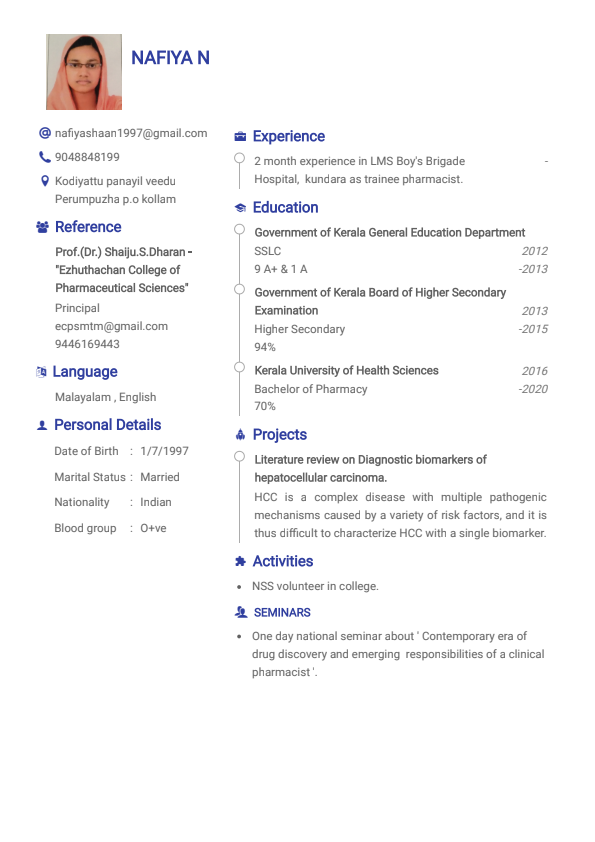 NAFIYA N
nafiyashaan1997@gmail.com
9048848199
Kodiyattu panayil veedu
Perumpuzha p.o kollam
Reference
Prof.(Dr.) Shaiju.S.Dharan -
"Ezhuthachan College of
Pharmaceutical Sciences"
Principal
ecpsmtm@gmail.com
9446169443
Language
Malayalam , English
Personal Details
Date of Birth : 1/7/1997
Marital Status : Married
Nationality : Indian
Blood group : O+ve
Experience
2 month experience in LMS Boy's Brigade -
Hospital, kundara as trainee pharmacist.
Education
Government of Kerala General Education Department
SSLC 2012
9 A+ & 1 A -2013
Government of Kerala Board of Higher Secondary
Examination 2013
Higher Secondary -2015
94%
Kerala University of Health Sciences 2016
Bachelor of Pharmacy -2020
70%
Projects
Literature review on Diagnostic biomarkers of
hepatocellular carcinoma.
HCC is a complex disease with multiple pathogenic
mechanisms caused by a variety of risk factors, and it is
thus difficult to characterize HCC with a single biomarker.
Activities
• NSS volunteer in college.
SEMINARS
• One day national seminar about ' Contemporary era of
drug discovery and emerging responsibilities of a clinical
pharmacist '.